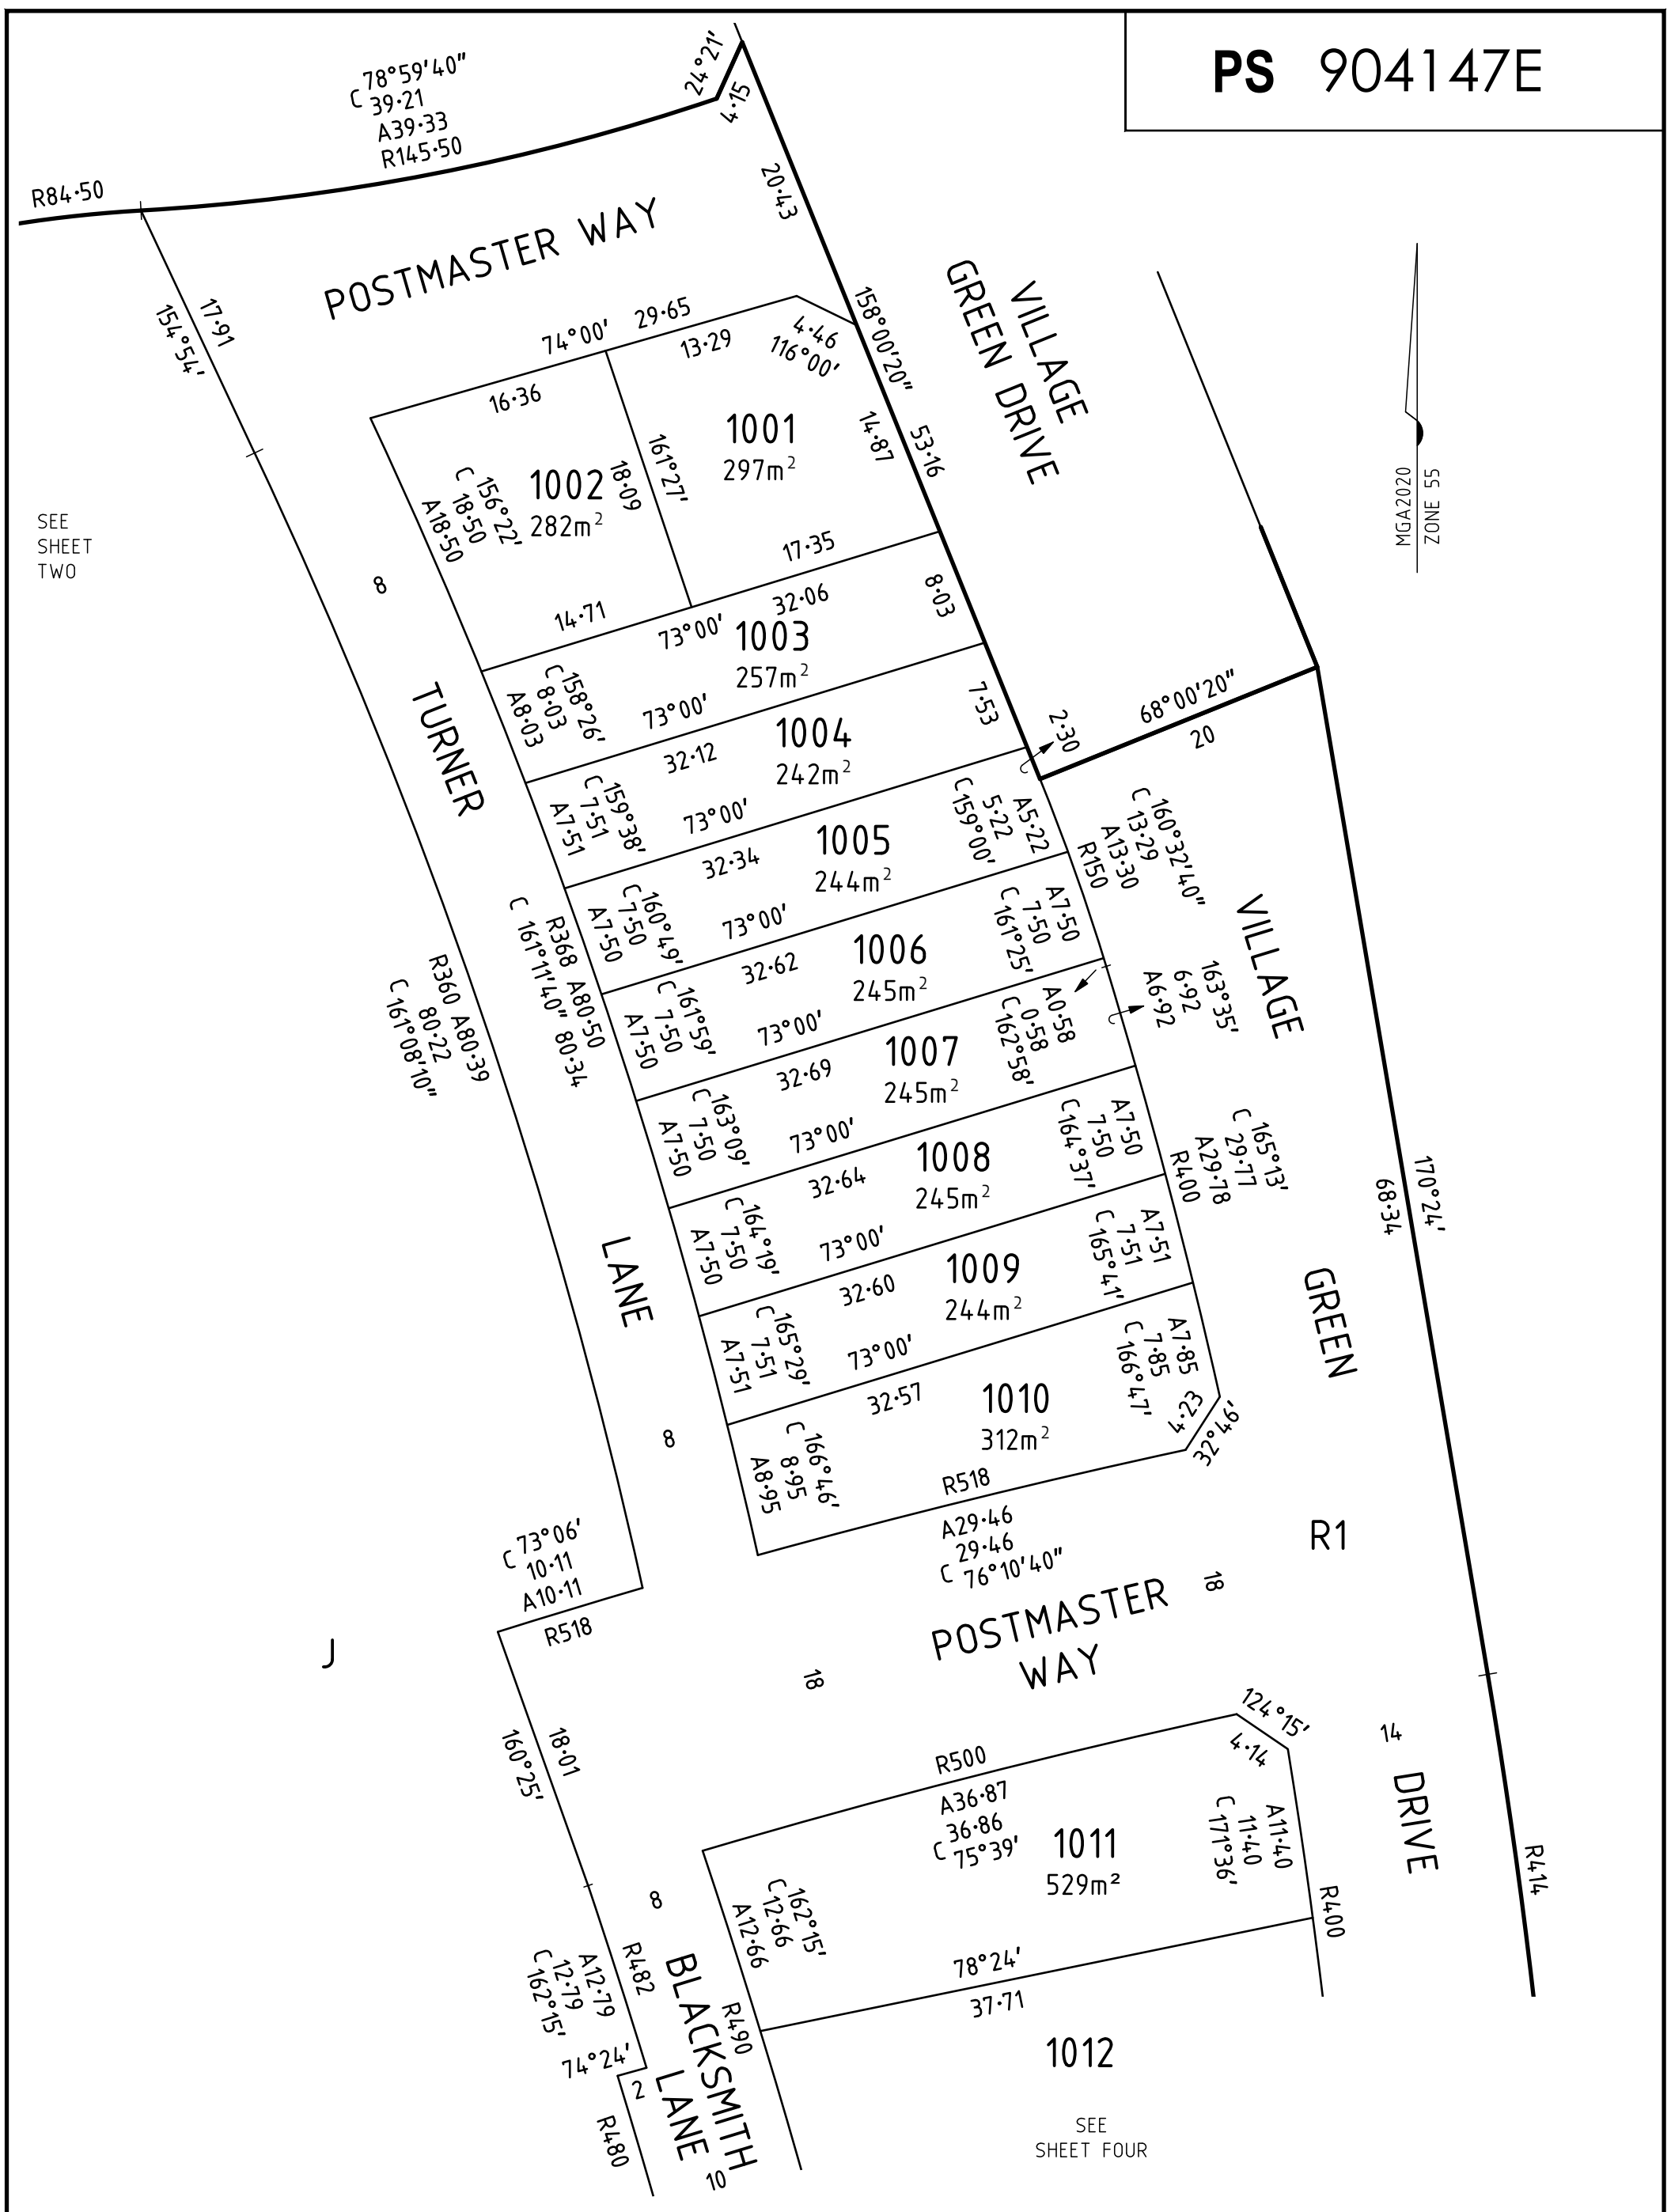 PS 904147E
C 78°59'40"
39·21
A39·33
R145·50
R84·50
24°21'
4·15
20·43
POSTMASTER WAY
17·91
154°54'
74°00'
29·65
16·36
13·29
4·46
116°00'
158°00'20"
53·16
14·87
VILLAGE
GREEN DRIVE
MGA2020
ZONE 55
SEE
SHEET
TWO
1001
297m²
161°27'
18·09
1002
282m²
C 156°22'
18·50
A18·50
8
17·35
14·71
32·06
73°00'
8·03
1003
257m²
C 158°26'
8·03
A8·03
73°00'
32·12
7·53
1004
242m²
C 159°38'
7·51
A7·51
73°00'
32·34
2·30
68°00'20"
20
1005
244m²
A5·22
5·22
C 159°00'
C 160°49'
7·50
A7·50
73°00'
32·62
C 160°32'40"
13·29
A13·30
R150
1006
245m²
A7·50
7·50
C 161°25'
C 161°59'
7·50
A7·50
73°00'
32·69
A0·58
0·58
C 162°58'
163°35'
6·92
A6·92
1007
245m²
C 163°09'
7·50
A7·50
73°00'
32·64
1008
245m²
A7·50
7·50
C 164°37'
C 164°19'
7·50
A7·50
73°00'
32·60
C 165°13'
29·77
A29·78
R400
1009
244m²
A7·51
7·51
C 165°41'
C 165°29'
7·51
A7·51
73°00'
32·57
1010
312m²
A7·85
7·85
C 166°47'
4·23
32°46'
C 166°46'
8·95
A8·95
R518
A29·46
29·46
C 76°10'40"
TURNER
LANE
R368 A80·50
C 161°11'40" 80·34
R360 A80·39
80·22
C 161°08'10"
8
VILLAGE
GREEN
DRIVE
170°24'
68·34
R1
C 73°06'
10·11
A10·11
R518
J
POSTMASTER
WAY
18
18
18·01
160°25'
124°15'
4·14
14
R500
A36·87
36·86
C 75°39'
1011
529m²
A11·40
11·40
C 171°36'
R400
R414
C 162°15'
12·66
A12·66
8
R482
A12·79
12·79
C 162°15'
R490
78°24'
37·71
1012
74°24'
2
R480
BLACKSMITH
LANE
10
SEE
SHEET FOUR